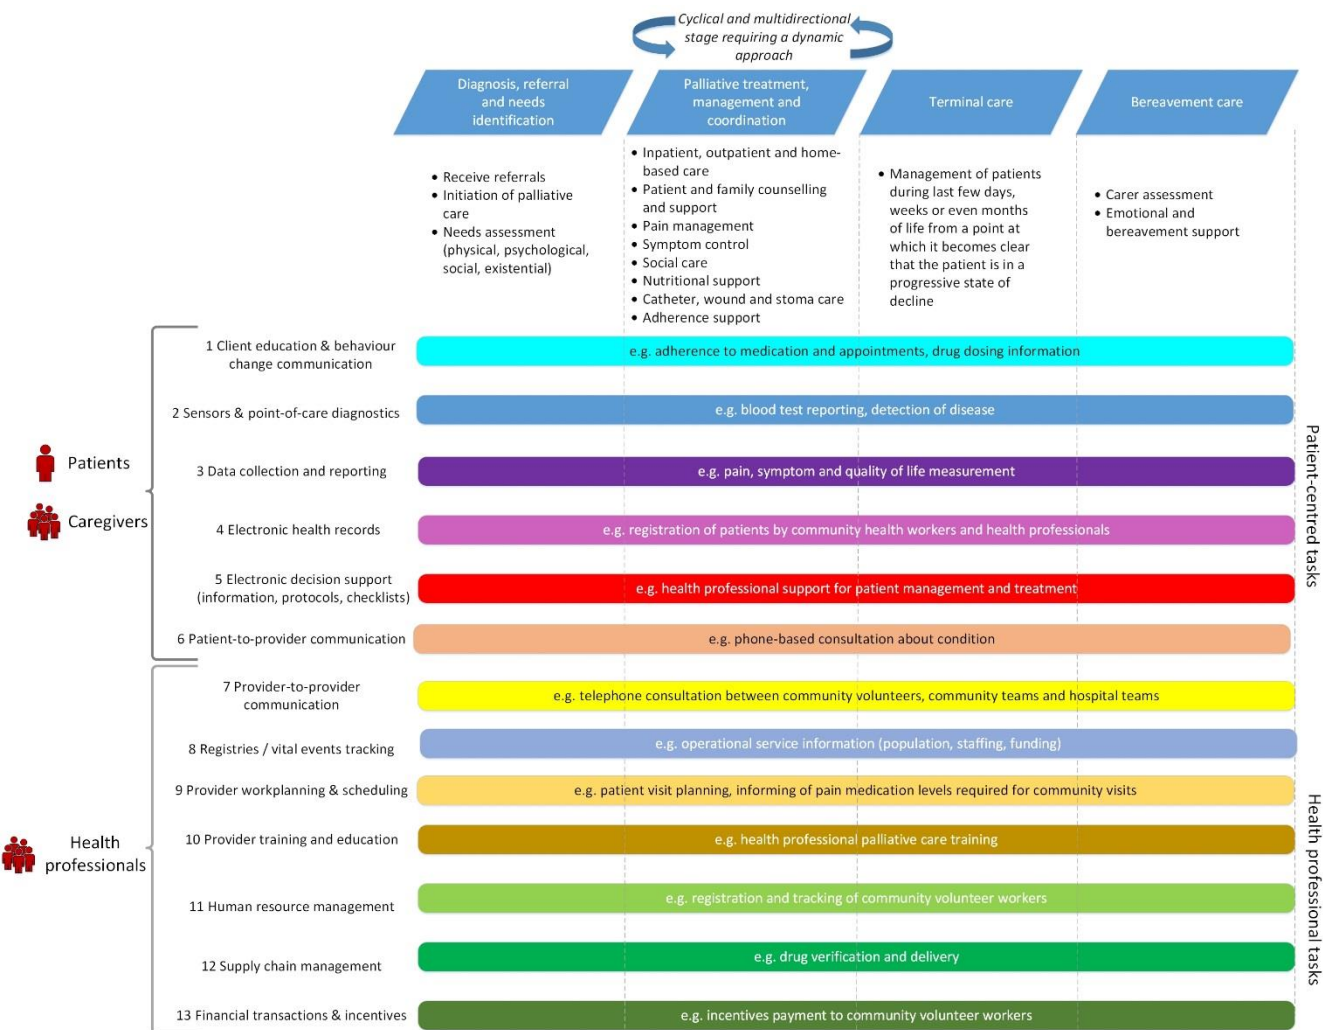 Cyclical and multidirectional
stage requiring a dynamic
approach
Diagnosis, referral
and needs
identification
Palliative treatment,
management and
coordination
Terminal care
Bereavement care
• Receive referrals
• Initiation of palliative
care
• Needs assessment
(physical, psychological,
social, existential)
• Inpatient, outpatient and home-
based care
• Patient and family counselling
and support
• Pain management
• Symptom control
• Social care
• Nutritional support
• Catheter, wound and stoma care
• Adherence support
• Management of patients
during last few days,
weeks or even months
of life from a point at
which it becomes clear
that the patient is in a
progressive state of
decline
• Carer assessment
• Emotional and
bereavement support
Patients
Caregivers
1 Client education & behaviour
change communication
e.g. adherence to medication and appointments, drug dosing information
2 Sensors & point-of-care diagnostics
e.g. blood test reporting, detection of disease
3 Data collection and reporting
e.g. pain, symptom and quality of life measurement
4 Electronic health records
e.g. registration of patients by community health workers and health professionals
5 Electronic decision support
(information, protocols, checklists)
e.g. health professional support for patient management and treatment
6 Patient-to-provider communication
e.g. phone-based consultation about condition
Patient-centred tasks
Health
professionals
7 Provider-to-provider
communication
e.g. telephone consultation between community volunteers, community teams and hospital teams
8 Registries / vital events tracking
e.g. operational service information (population, staffing, funding)
9 Provider workplanning & scheduling
e.g. patient visit planning, informing of pain medication levels required for community visits
10 Provider training and education
e.g. health professional palliative care training
11 Human resource management
e.g. registration and tracking of community volunteer workers
12 Supply chain management
e.g. drug verification and delivery
13 Financial transactions & incentives
e.g. incentives payment to community volunteer workers
Health professional tasks